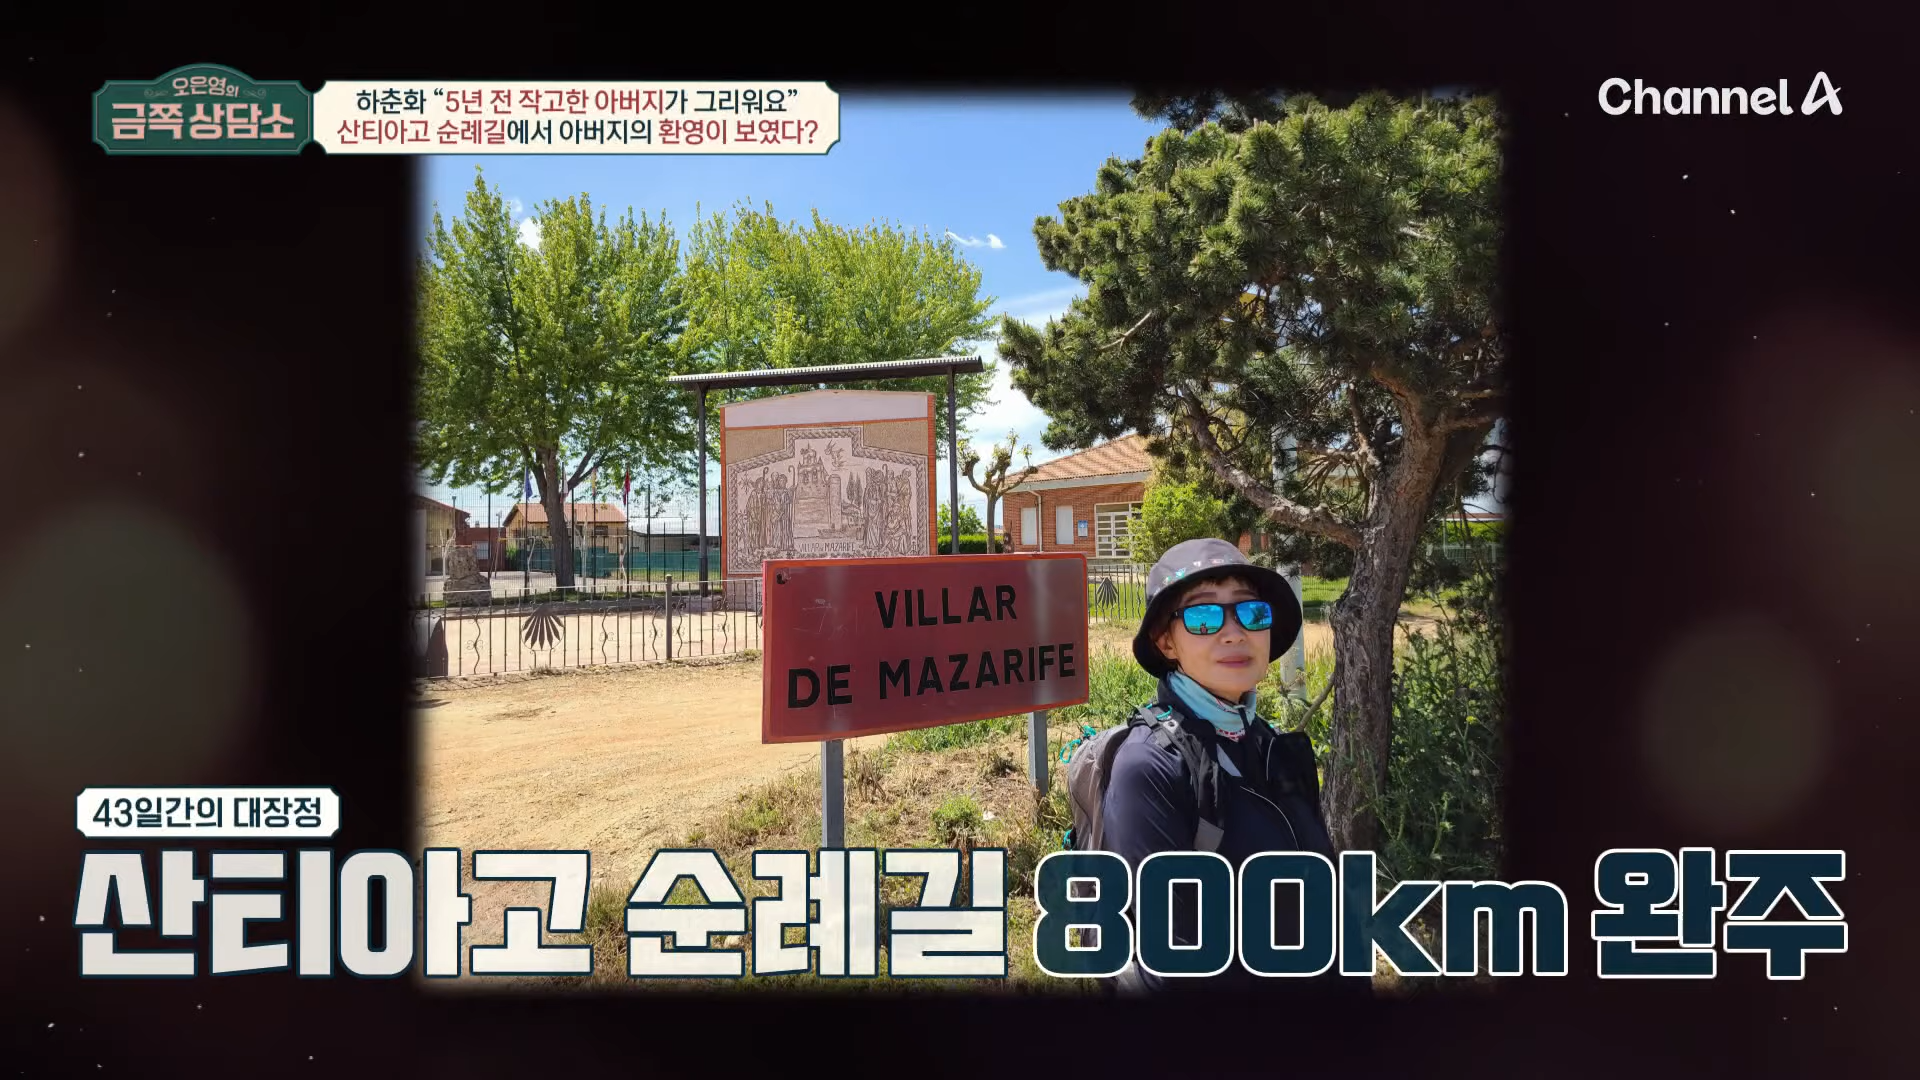 오은영의
금쪽 상담소
하춘화 “5년 전 작고한 아버지가 그리워요”
산티아고 순례길에서 아버지의 환영이 보였다?
Channel A
VILLAR DE MAZARIFE
VILLAR
DE MAZARIFE
43일간의 대장정
산티아고 순례길 800km 완주